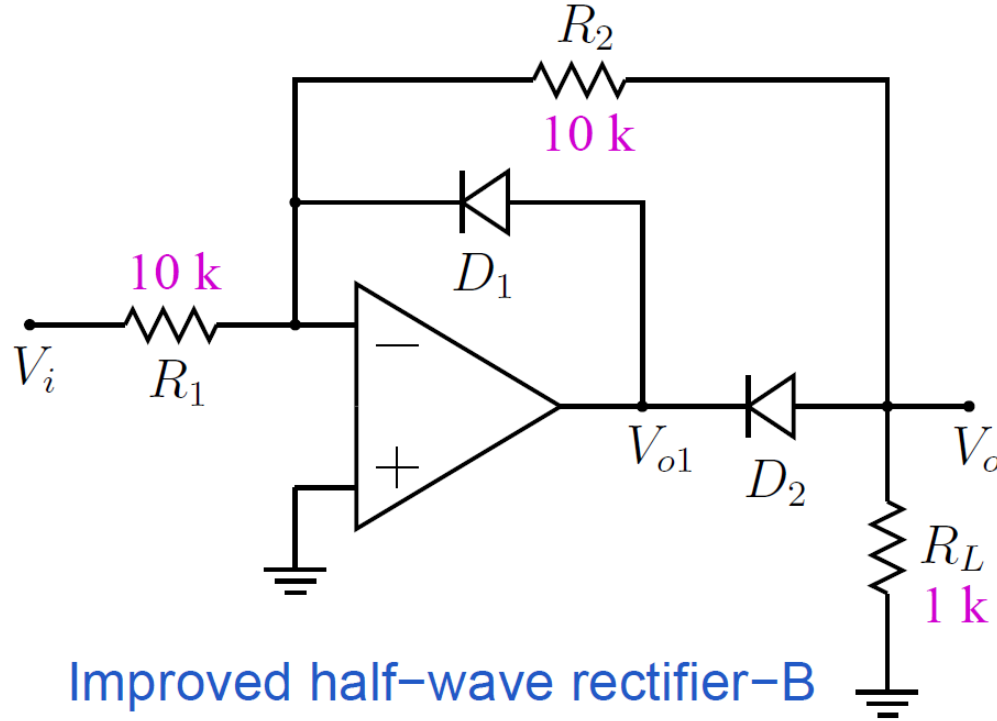 R2
10 k
D1
10 k
Vi
R1
−
+
Vo1
D2
Vo
RL
1 k
Improved half−wave rectifier−B